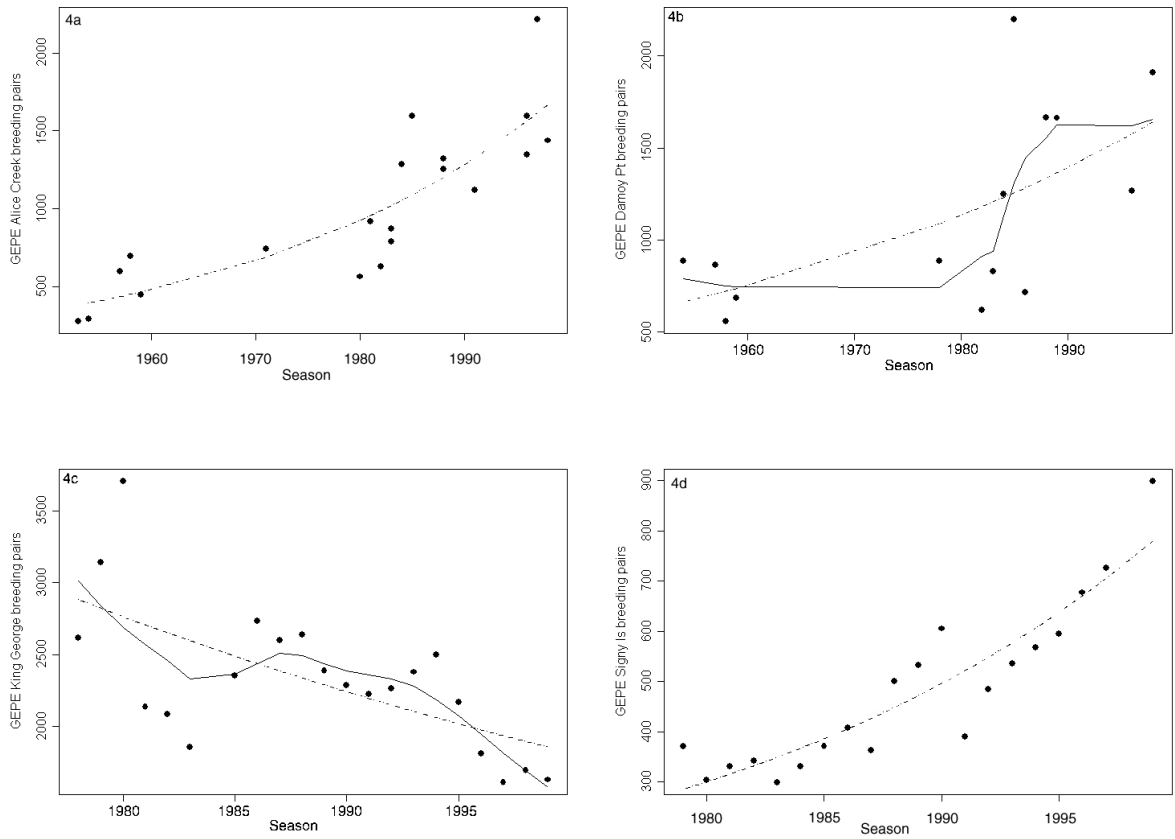 4a
GEPE Alice Creek breeding pairs
2000
1500
1000
500
1960 1970 1980 1990
Season
4b
GEPE Damoy Pt breeding pairs
2000
1500
1000
500
1960 1970 1980 1990
Season
4c
GEPE King George breeding pairs
3500
3000
2500
2000
1980 1985 1990 1995
Season
4d
GEPE Signy Is breeding pairs
900
800
700
600
500
400
300
1980 1985 1990 1995
Season